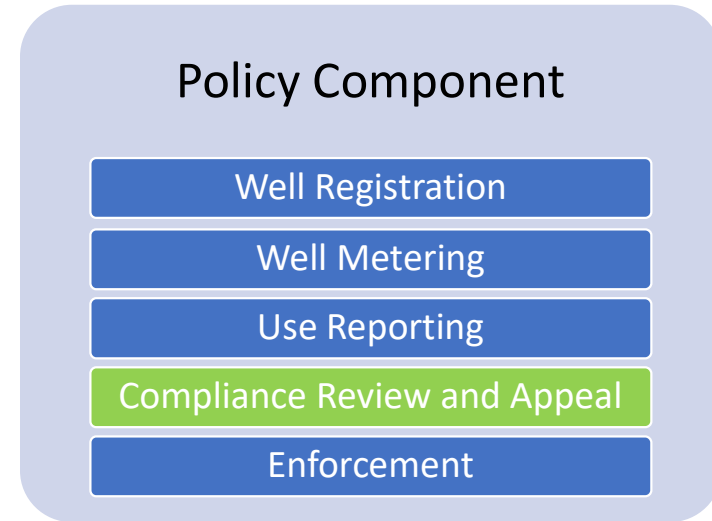 Policy Component
Well Registration
Well Metering
Use Reporting
Compliance Review and Appeal
Enforcement